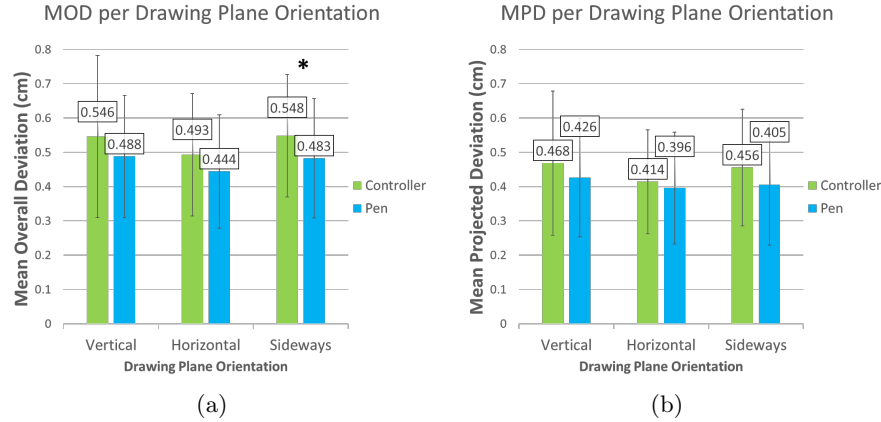 MOD per Drawing Plane Orientation
Mean Overall Deviation (cm)
0.8
0.7
0.6
0.5
0.4
0.3
0.2
0.1
0
*
0.546
0.488
0.493
0.444
0.548
0.483
Controller
Pen
Vertical Horizontal Sideways
Drawing Plane Orientation
(a)
MPD per Drawing Plane Orientation
Mean Projected Deviation (cm)
0.8
0.7
0.6
0.5
0.4
0.3
0.2
0.1
0
0.468
0.426
0.414
0.396
0.456
0.405
Controller
Pen
Vertical Horizontal Sideways
Drawing Plane Orientation
(b)